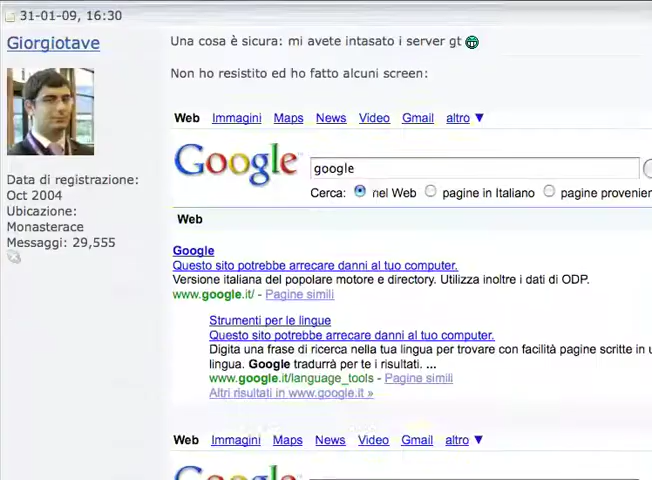 31-01-09, 16:30
Giorgiotave
Data di registrazione:
Oct 2004
Ubicazione:
Monasterace
Messaggi: 29,555
Una cosa è sicura: mi avete intasato i server gt
Non ho resistito ed ho fatto alcuni screen:
Web Immagini Maps News Video Gmail altro ▼
Google™ google
Cerca: nel Web pagine in Italiano pagine provenien
Web
Google
Questo sito potrebbe arrecare danni al tuo computer.
Versione italiana del popolare motore e directory. Utilizza inoltre i dati di ODP.
www.google.it/ - Pagine simili
Strumenti per le lingue
Questo sito potrebbe arrecare danni al tuo computer.
Digita una frase di ricerca nella tua lingua per trovare con facilità pagine scritte in u
lingua. Google tradurrà per te i risultati. ...
www.google.it/language_tools - Pagine simili
Altri risultati in www.google.it »
Web Immagini Maps News Video Gmail altro ▼
Google